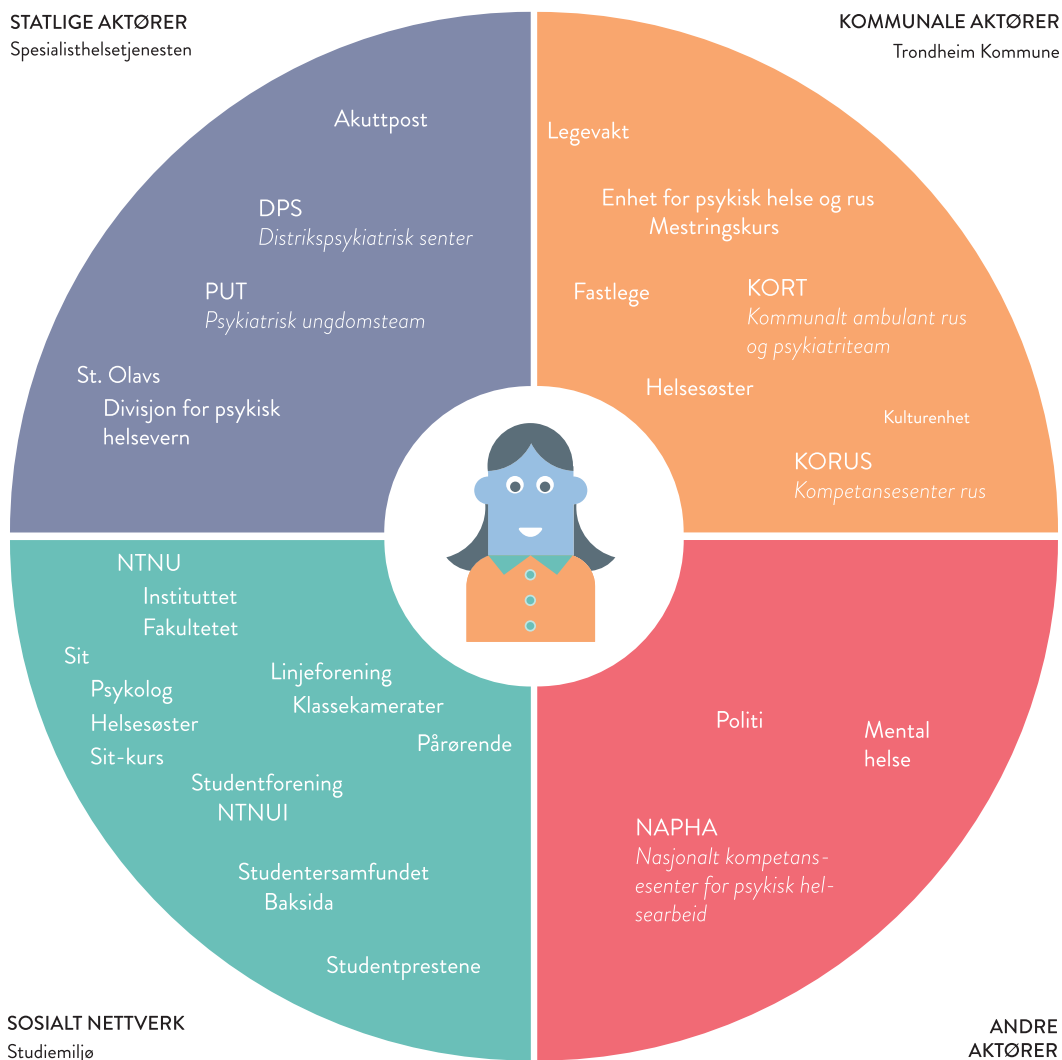 STATLIGE AKTØRER
Spesialisthelsetjenesten
Akuttpost
DPS
Distrikspsykiatrisk senter
PUT
Psykiatrisk ungdomsteam
St. Olavs
Divisjon for psykisk
helsevern
KOMMUNALE AKTØRER
Trondheim Kommune
Legevakt
Enhet for psykisk helse og rus
Mestringskurs
Fastlege
KORT
Kommunalt ambulant rus
og psykiatriteam
Helsesøster
Kulturenhet
KORUS
Kompetansesenter rus
NTNU
Instituttet
Fakultetet
Sit
Psykolog
Helsesøster
Sit-kurs
Linjeforening
Klassekamerater
Pårørende
Studentforening
NTNUI
Studentersamfundet
Baksida
Studentprestene
SOSIALT NETTVERK
Studiemiljø
Politi
Mental
helse
NAPHA
Nasjonalt kompetans-
esenter for psykisk hel-
searbeid
ANDRE
AKTØRER